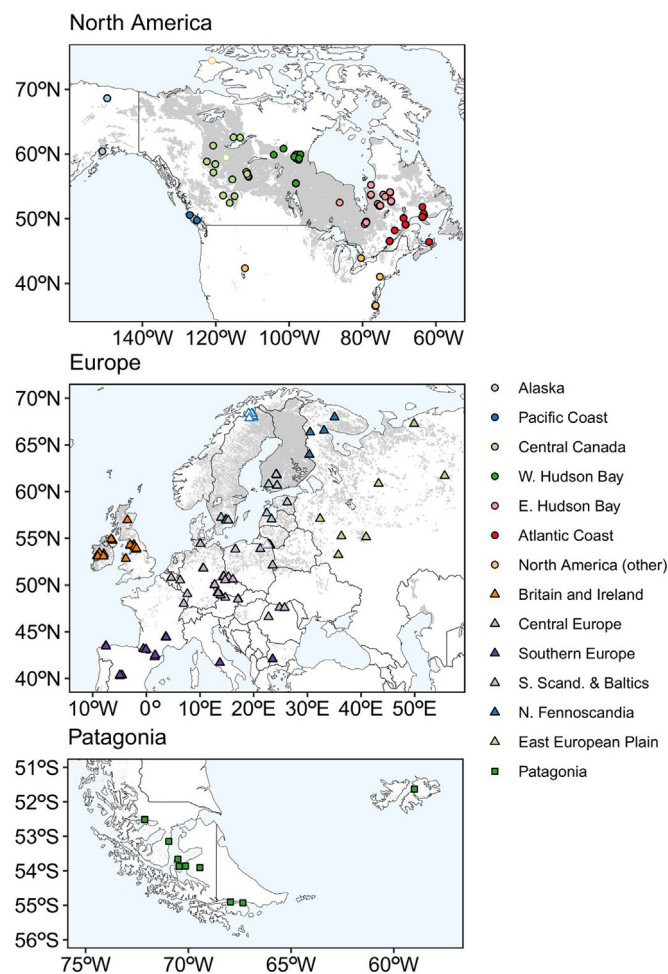 North America
70°N
60°N
50°N
40°N
140°W 120°W 100°W 80°W 60°W
Europe
70°N
65°N
60°N
55°N
50°N
45°N
40°N
10°W 0° 10°E 20°E 30°E 40°E 50°E
Alaska
Pacific Coast
Central Canada
W. Hudson Bay
E. Hudson Bay
Atlantic Coast
North America (other)
Britain and Ireland
Central Europe
Southern Europe
S. Scand. & Baltics
N. Fennoscandia
East European Plain
Patagonia
Patagonia
51°S
52°S
53°S
54°S
55°S
56°S
75°W 70°W 65°W 60°W